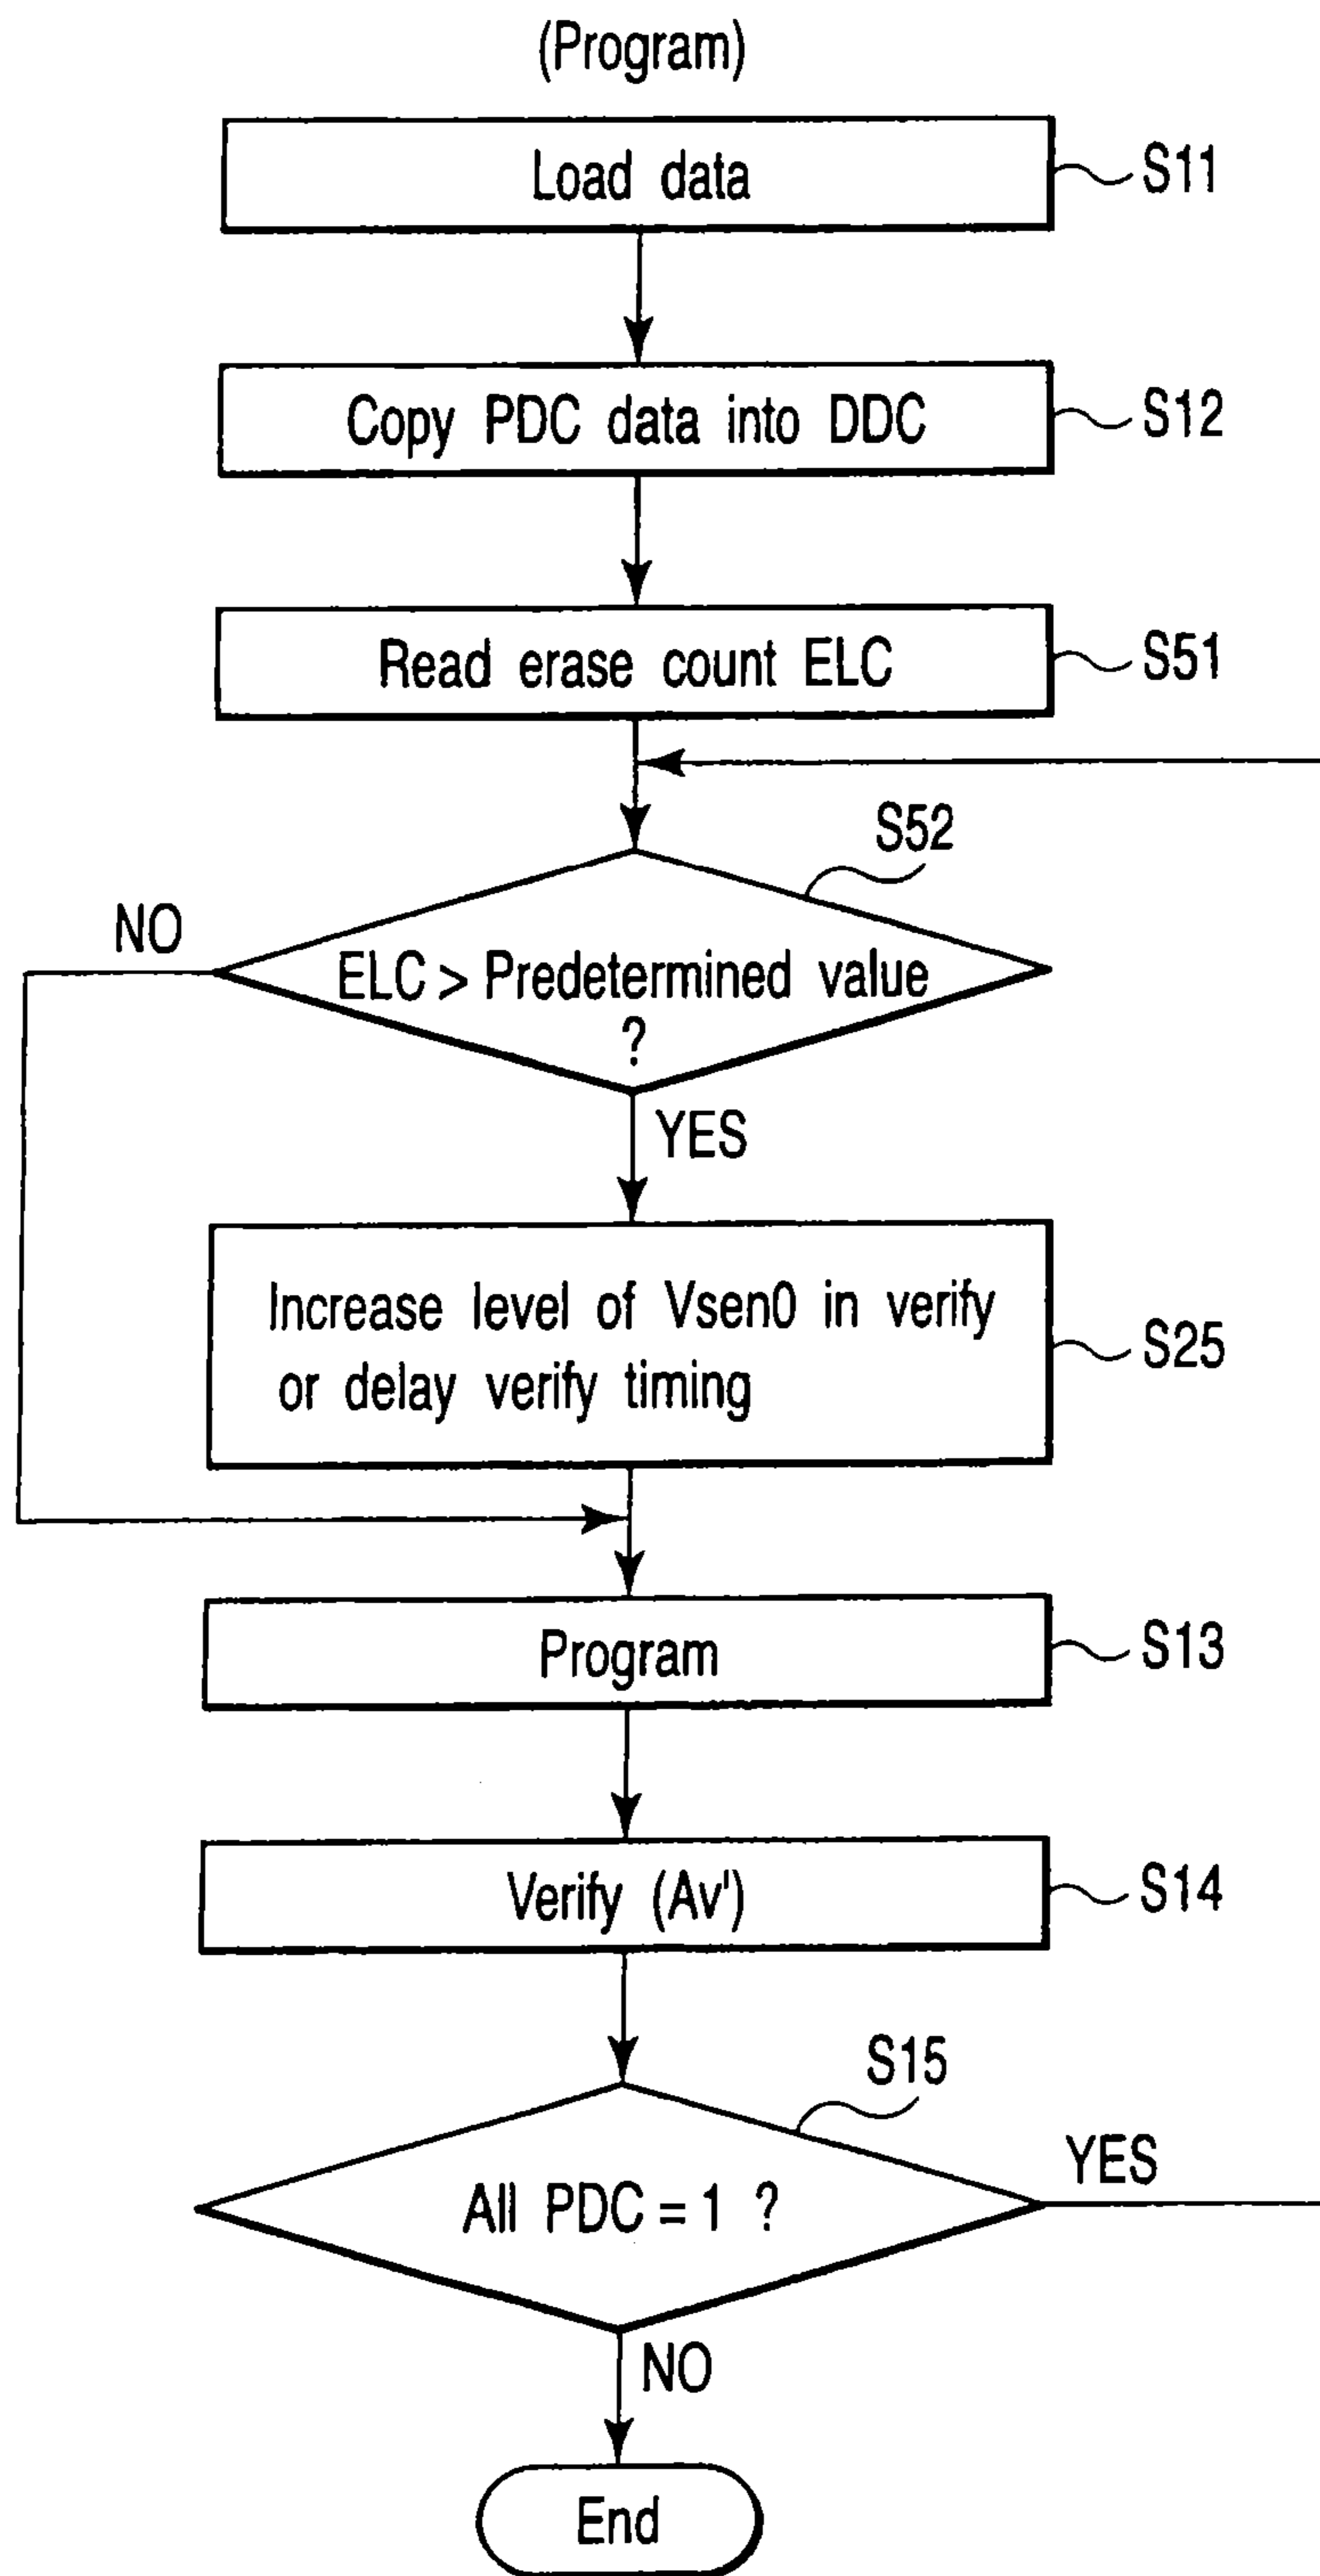 (Program)
Load data
S11
Copy PDC data into DDC
S12
Read erase count ELC
S51
S52
NO
ELC > Predetermined value
?
YES
Increase level of Vsen0 in verify
or delay verify timing
S25
Program
S13
Verify (Av')
S14
S15
All PDC = 1 ?
YES
NO
End